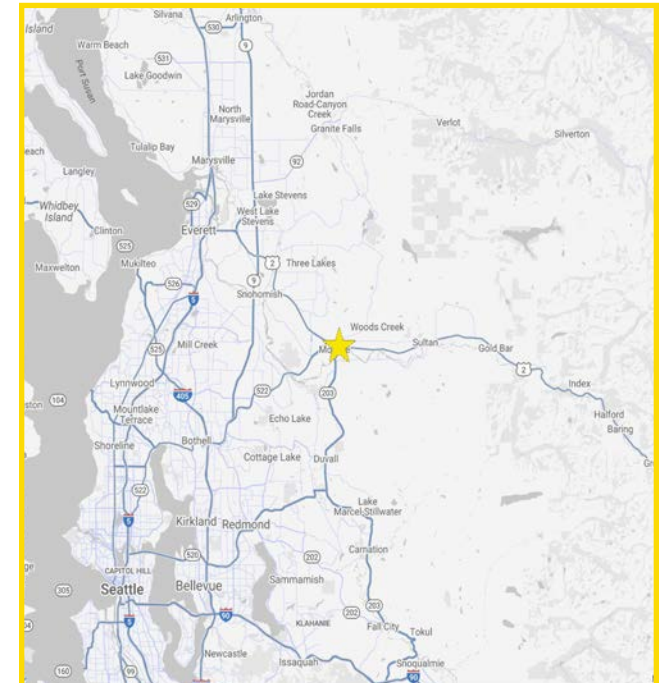 Island
Silvana
Arlington
530
9
Warm Beach
531
Port Susan
Lake Goodwin
Jordan
Road-Canyon
Creek
North
Marysville
Granite Falls
Verlot
Silverton
Tulalip Bay
Marysville
92
Langley
Lake Stevens
Whidbey
Island
529
West Lake
Stevens
Clinton
Everett
525
2
Three Lakes
Maxwelton
Mukilteo
526
9
Snohomish
5
Woods Creek
525
Mill Creek
Sultan
Gold Bar
2
Lynnwood
522
Index
104
405
203
Mountlake
Terrace
Echo Lake
Halford
Baring
Shoreline
Bothell
Cottage Lake
Duvall
522
Lake
Marcel-Stillwater
5
Kirkland
Redmond
520
202
Carnation
CAPITOL HILL
Sammamish
305
Seattle
Bellevue
202
203
90
5
KLAHANIE
Fall City
Tokul
Newcastle
Issaquah
Snoqualmie
160
99
90